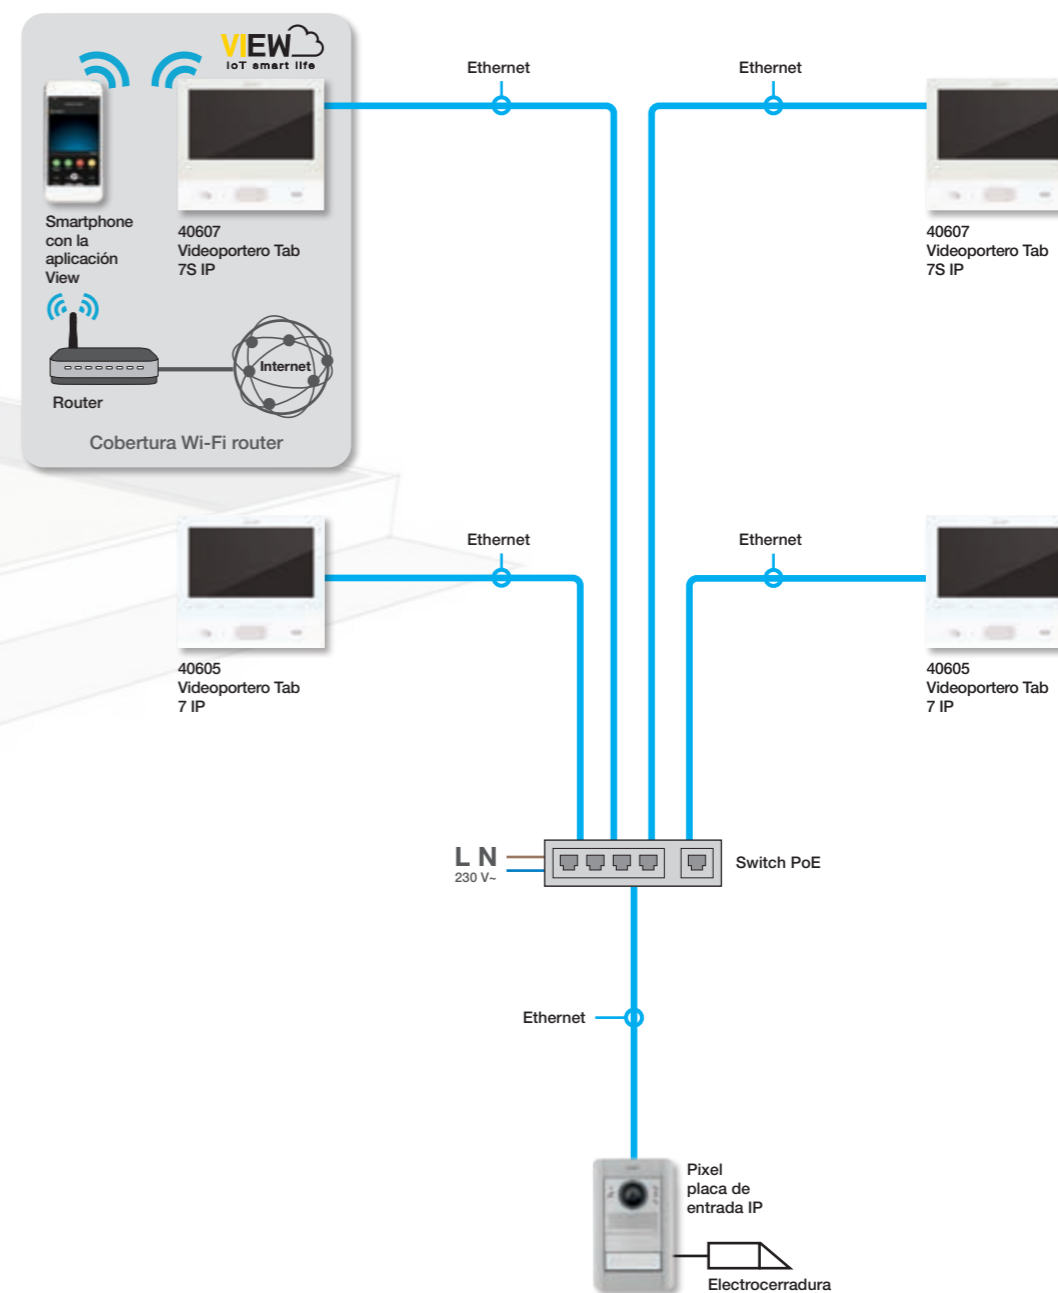 VIEW
IoT smart life
Smartphone
con la
aplicación
View
40607
Videoportero Tab
7S IP
Router
Internet
Cobertura Wi-Fi router
Ethernet
Ethernet
40607
Videoportero Tab
7S IP
40605
Videoportero Tab
7 IP
Ethernet
Ethernet
40605
Videoportero Tab
7 IP
L N
230 V~
Switch PoE
Ethernet
Pixel
placa de
entrada IP
Electrocerradura